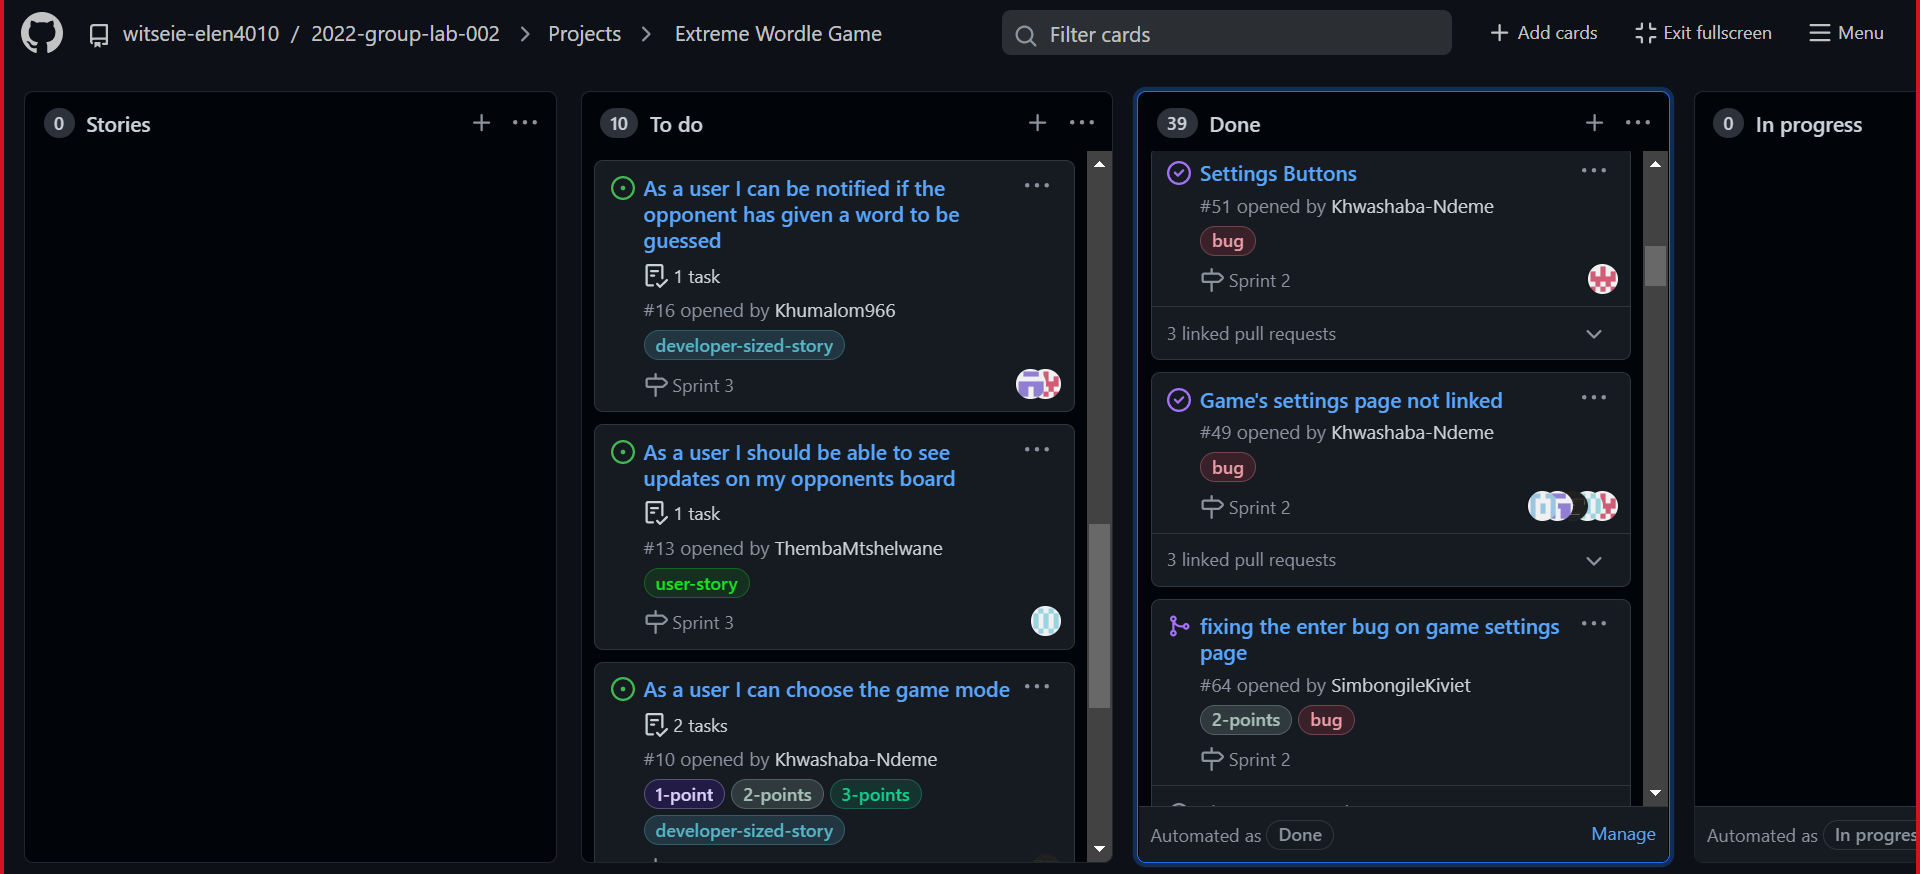 witseie-elen4010 / 2022-group-lab-002 > Projects > Extreme Wordle Game
Filter cards
Add cards
Exit fullscreen
Menu
0 Stories
10 To do
As a user I can be notified if the
opponent has given a word to be
guessed
1 task
#16 opened by Khumalom966
developer-sized-story
Sprint 3
As a user I should be able to see
updates on my opponents board
1 task
#13 opened by ThembaMtshelwane
user-story
Sprint 3
As a user I can choose the game mode
2 tasks
#10 opened by Khwashaba-Ndeme
1-point 2-points 3-points
developer-sized-story
39 Done
Settings Buttons
#51 opened by Khwashaba-Ndeme
bug
Sprint 2
3 linked pull requests
Game's settings page not linked
#49 opened by Khwashaba-Ndeme
bug
Sprint 2
3 linked pull requests
fixing the enter bug on game settings
page
#64 opened by SimbongileKiviet
2-points bug
Sprint 2
Automated as Done
Manage
0 In progress
Automated as In progres